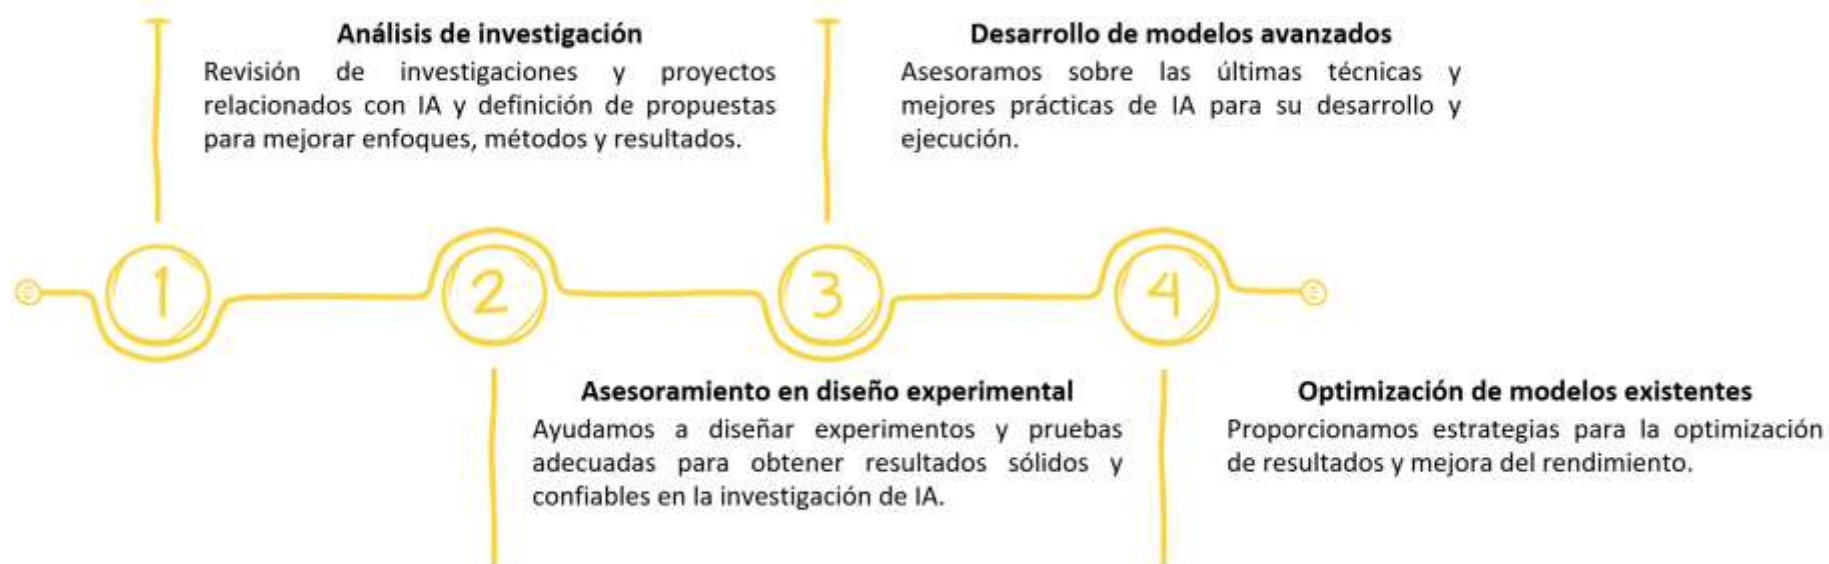 Análisis de investigación
Revisión de investigaciones y proyectos
relacionados con IA y definición de propuestas
para mejorar enfoques, métodos y resultados.
Desarrollo de modelos avanzados
Asesoramos sobre las últimas técnicas y
mejores prácticas de IA para su desarrollo y
ejecución.
1
2
3
4
Asesoramiento en diseño experimental
Ayudamos a diseñar experimentos y pruebas
adecuadas para obtener resultados sólidos y
confiables en la investigación de IA.
Optimización de modelos existentes
Proporcionamos estrategias para la optimización
de resultados y mejora del rendimiento.